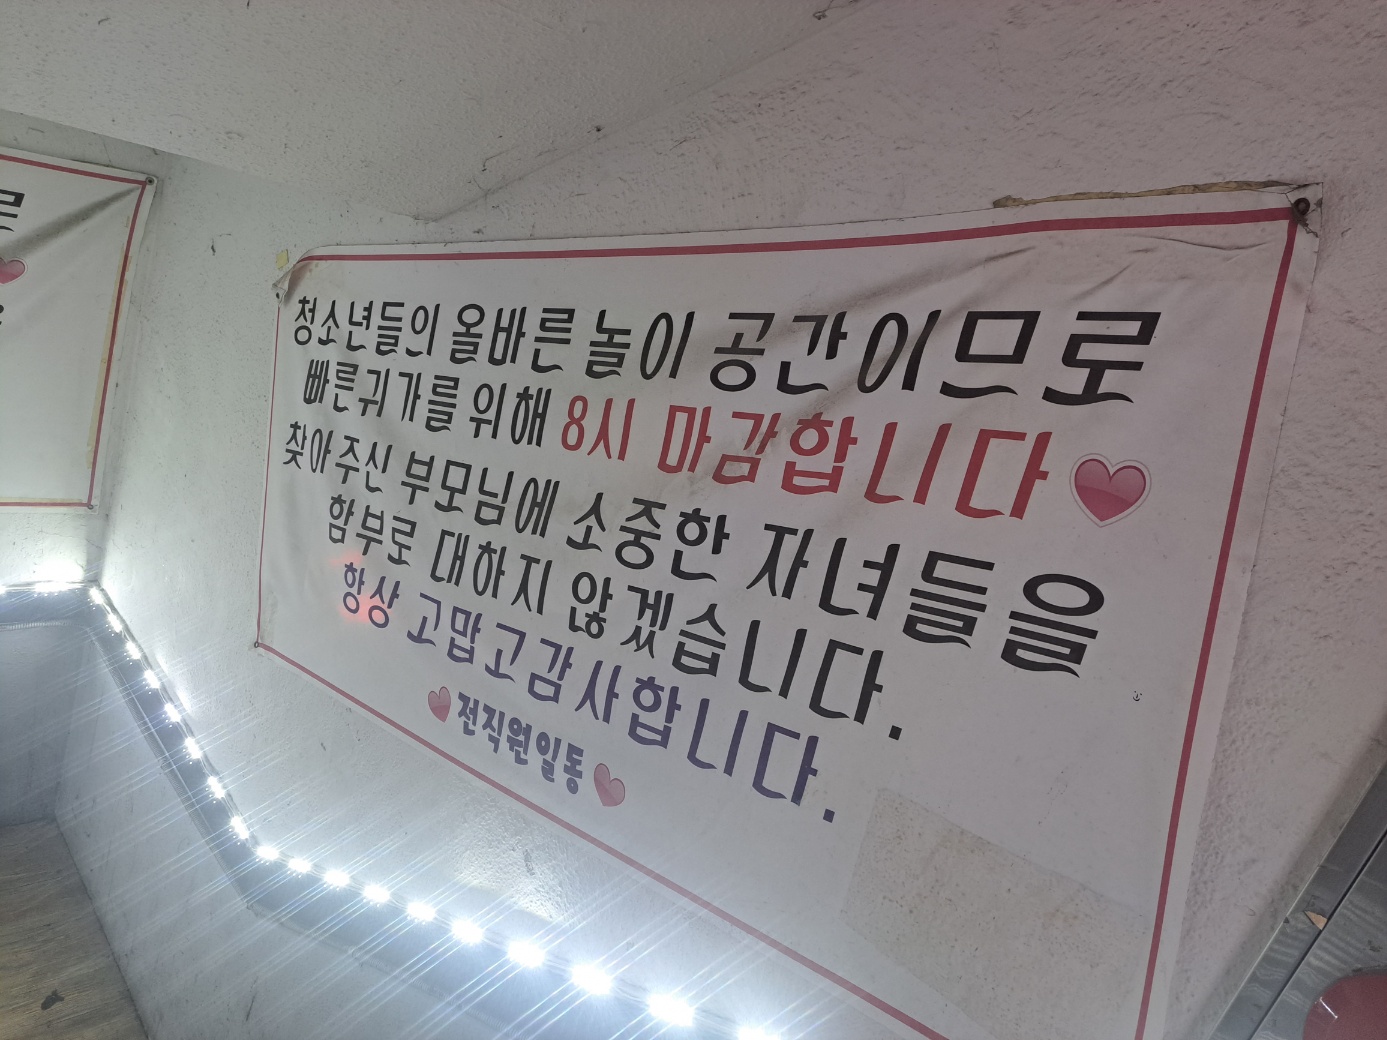 청소년들의 올바른 놀이 공간이므로
빠른귀가를 위해 8시 마감합니다
찾아주신 부모님에 소중한 자녀들을
함부로 대하지 않겠습니다.
항상 고맙고감사합니다.
전직원일동